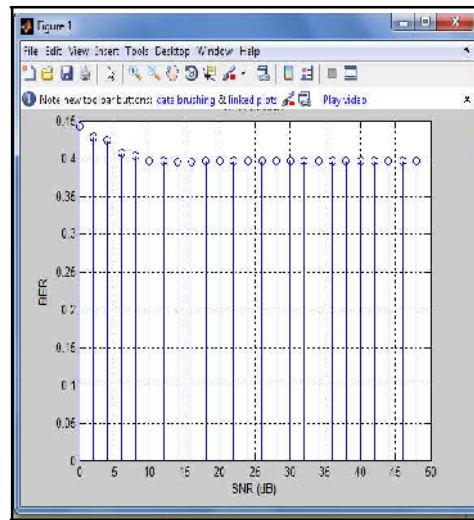 Figure 1
File Edit View Insert Tools Desktop Window Help
Note new toolbar buttons: data brushing & linked plots Play video
0.45
0.4
0.35
0.3
0.25
0.2
0.15
0.1
0.05
0
BER
0 5 10 15 20 25 30 35 40 45 50
SNR (dB)